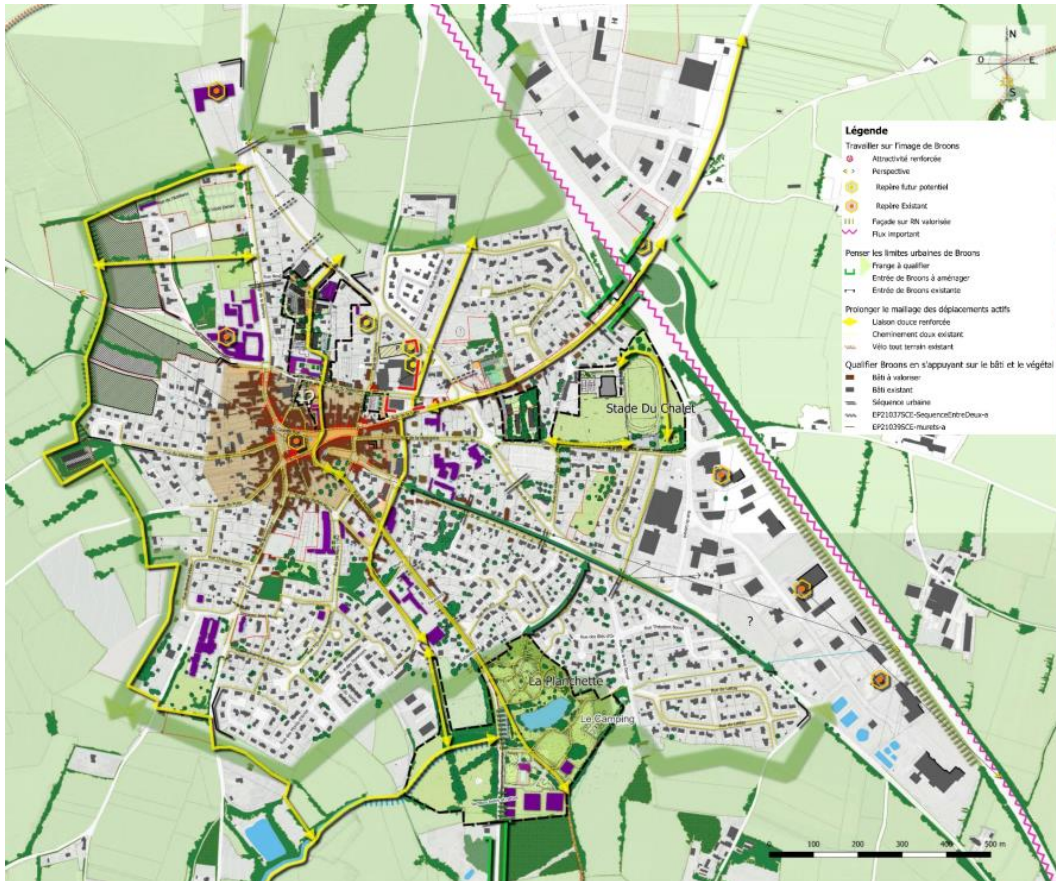 N
O
E
S
Légende
Travailler sur l'image de Broons
Attractivité renforcée
Perspective
Repère futur potentiel
Repère Existant
Façade sur RN valorisée
Flux important
Penser les limites urbaines de Broons
Frange à qualifier
Entrée de Broons à aménager
Entrée de Broons existante
Prolonger le maillage des déplacements actifs
Liaison douce renforcée
Cheminement doux existant
Vélo tout terrain existant
Qualifier Broons en s'appuyant sur le bâti et le végétal
Bâti à valoriser
Bâti existant
Séquence urbaine
EP21037SCE-SequenceEntreDeux-a
EP21039SCE-murets-a
?
Stade Du Chalet
?
La Planchette
Le Camping
0 100 200 300 400 500 m